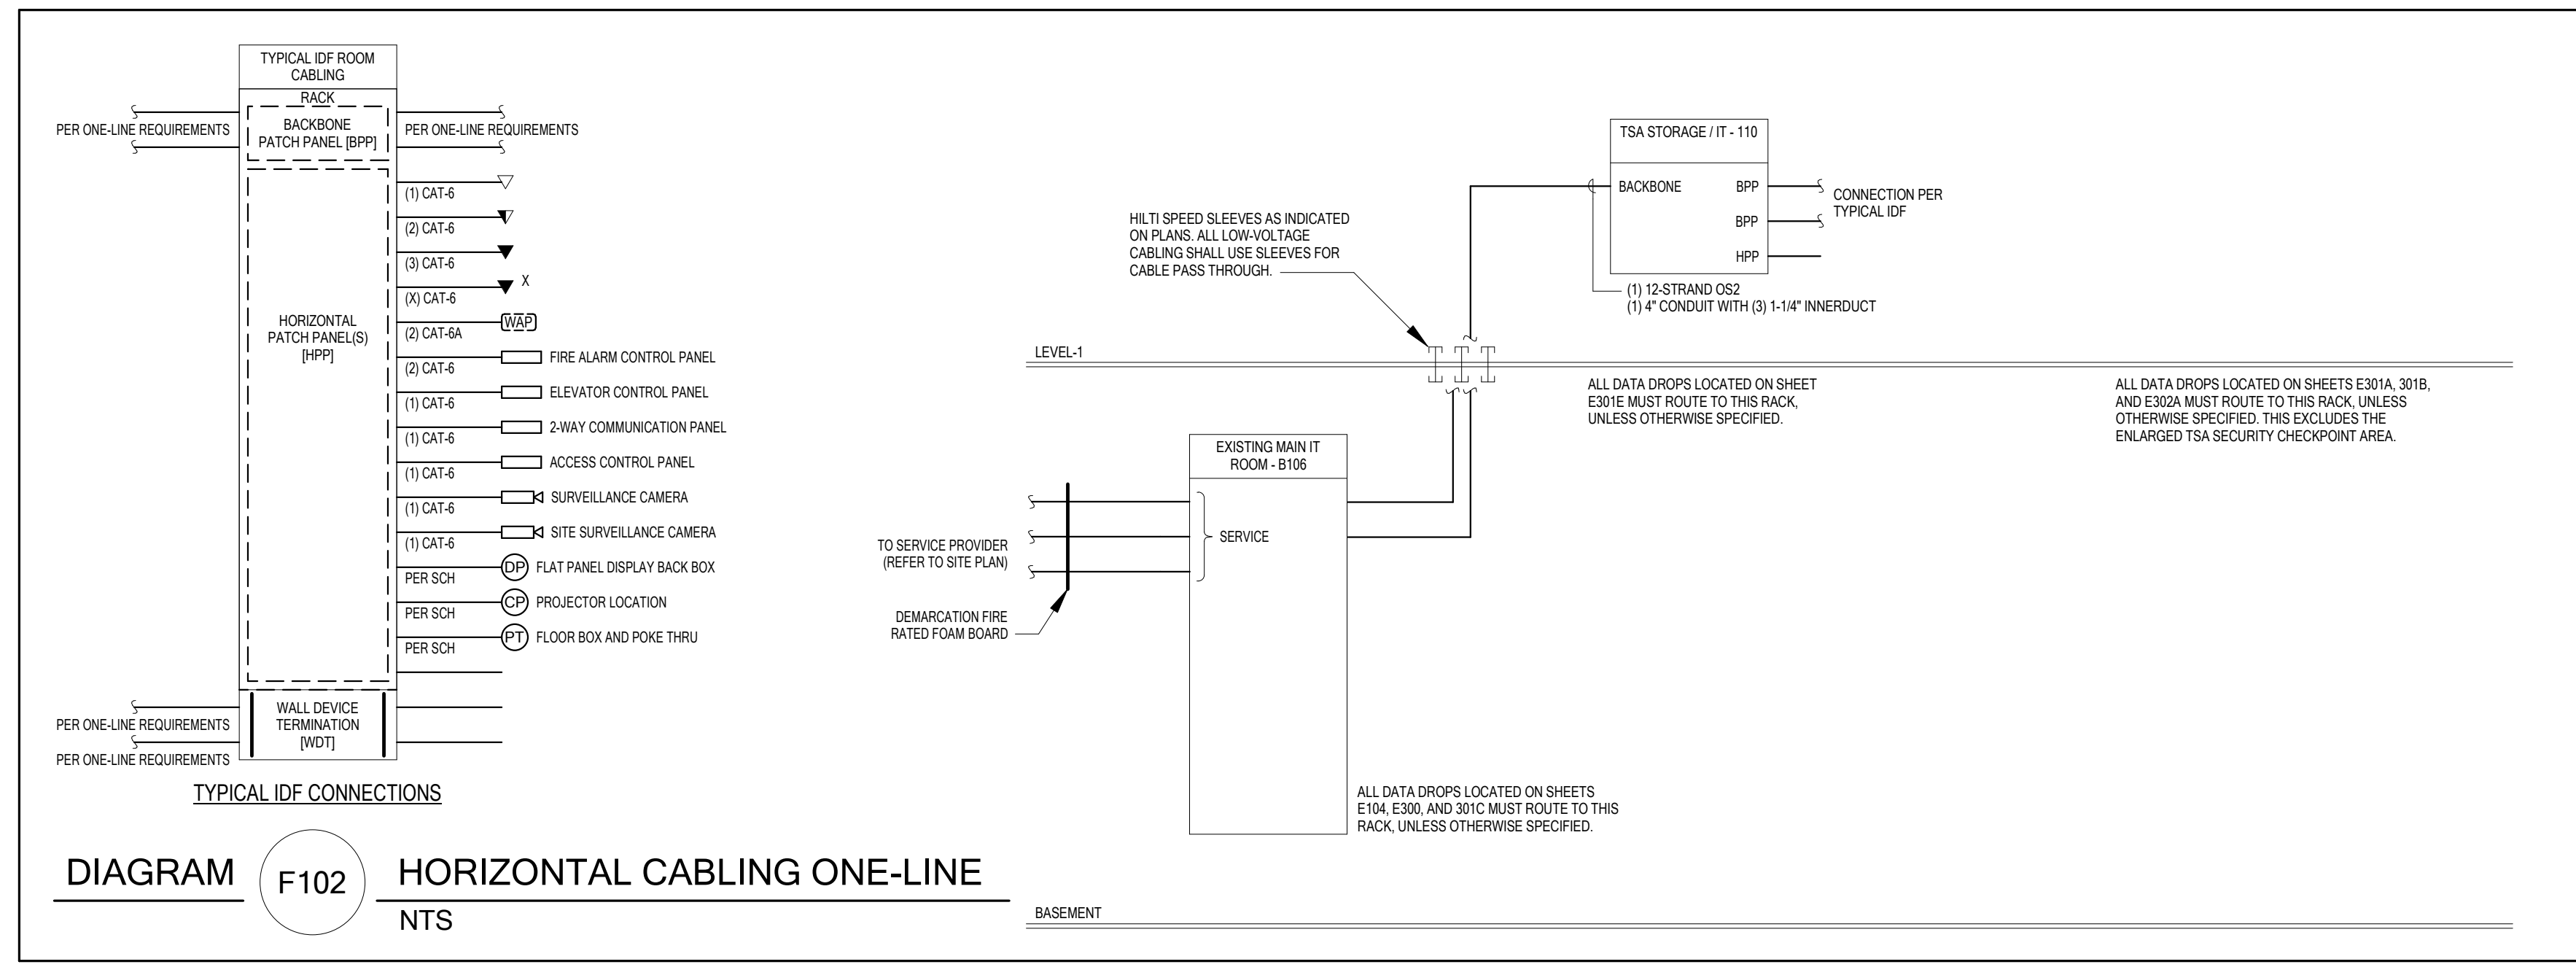 TYPICAL IDF ROOM
CABLING
RACK
BACKBONE
PATCH PANEL [BPP]
PER ONE-LINE REQUIREMENTS
PER ONE-LINE REQUIREMENTS
HORIZONTAL
PATCH PANEL(S)
[HPP]
(1) CAT-6
(2) CAT-6
(3) CAT-6
X
(X) CAT-6
WAP
(2) CAT-6A
FIRE ALARM CONTROL PANEL
(2) CAT-6
ELEVATOR CONTROL PANEL
(1) CAT-6
2-WAY COMMUNICATION PANEL
(1) CAT-6
ACCESS CONTROL PANEL
(1) CAT-6
SURVEILLANCE CAMERA
(1) CAT-6
SITE SURVEILLANCE CAMERA
(1) CAT-6
DP FLAT PANEL DISPLAY BACK BOX
PER SCH
CP PROJECTOR LOCATION
PER SCH
PT FLOOR BOX AND POKE THRU
PER SCH
WALL DEVICE
TERMINATION
[WDT]
PER ONE-LINE REQUIREMENTS
PER ONE-LINE REQUIREMENTS
TYPICAL IDF CONNECTIONS
HILTI SPEED SLEEVES AS INDICATED
ON PLANS. ALL LOW-VOLTAGE
CABLING SHALL USE SLEEVES FOR
CABLE PASS THROUGH.
TSA STORAGE / IT - 110
BACKBONE
BPP
BPP
HPP
CONNECTION PER
TYPICAL IDF
(1) 12-STRAND OS2
(1) 4" CONDUIT WITH (3) 1-1/4" INNERDUCT
LEVEL-1
ALL DATA DROPS LOCATED ON SHEET
E301E MUST ROUTE TO THIS RACK,
UNLESS OTHERWISE SPECIFIED.
ALL DATA DROPS LOCATED ON SHEETS E301A, 301B,
AND E302A MUST ROUTE TO THIS RACK, UNLESS
OTHERWISE SPECIFIED. THIS EXCLUDES THE
ENLARGED TSA SECURITY CHECKPOINT AREA.
EXISTING MAIN IT
ROOM - B106
SERVICE
TO SERVICE PROVIDER
(REFER TO SITE PLAN)
DEMARCATION FIRE
RATED FOAM BOARD
ALL DATA DROPS LOCATED ON SHEETS
E104, E300, AND 301C MUST ROUTE TO THIS
RACK, UNLESS OTHERWISE SPECIFIED.
BASEMENT
DIAGRAM F102 HORIZONTAL CABLING ONE-LINE
NTS